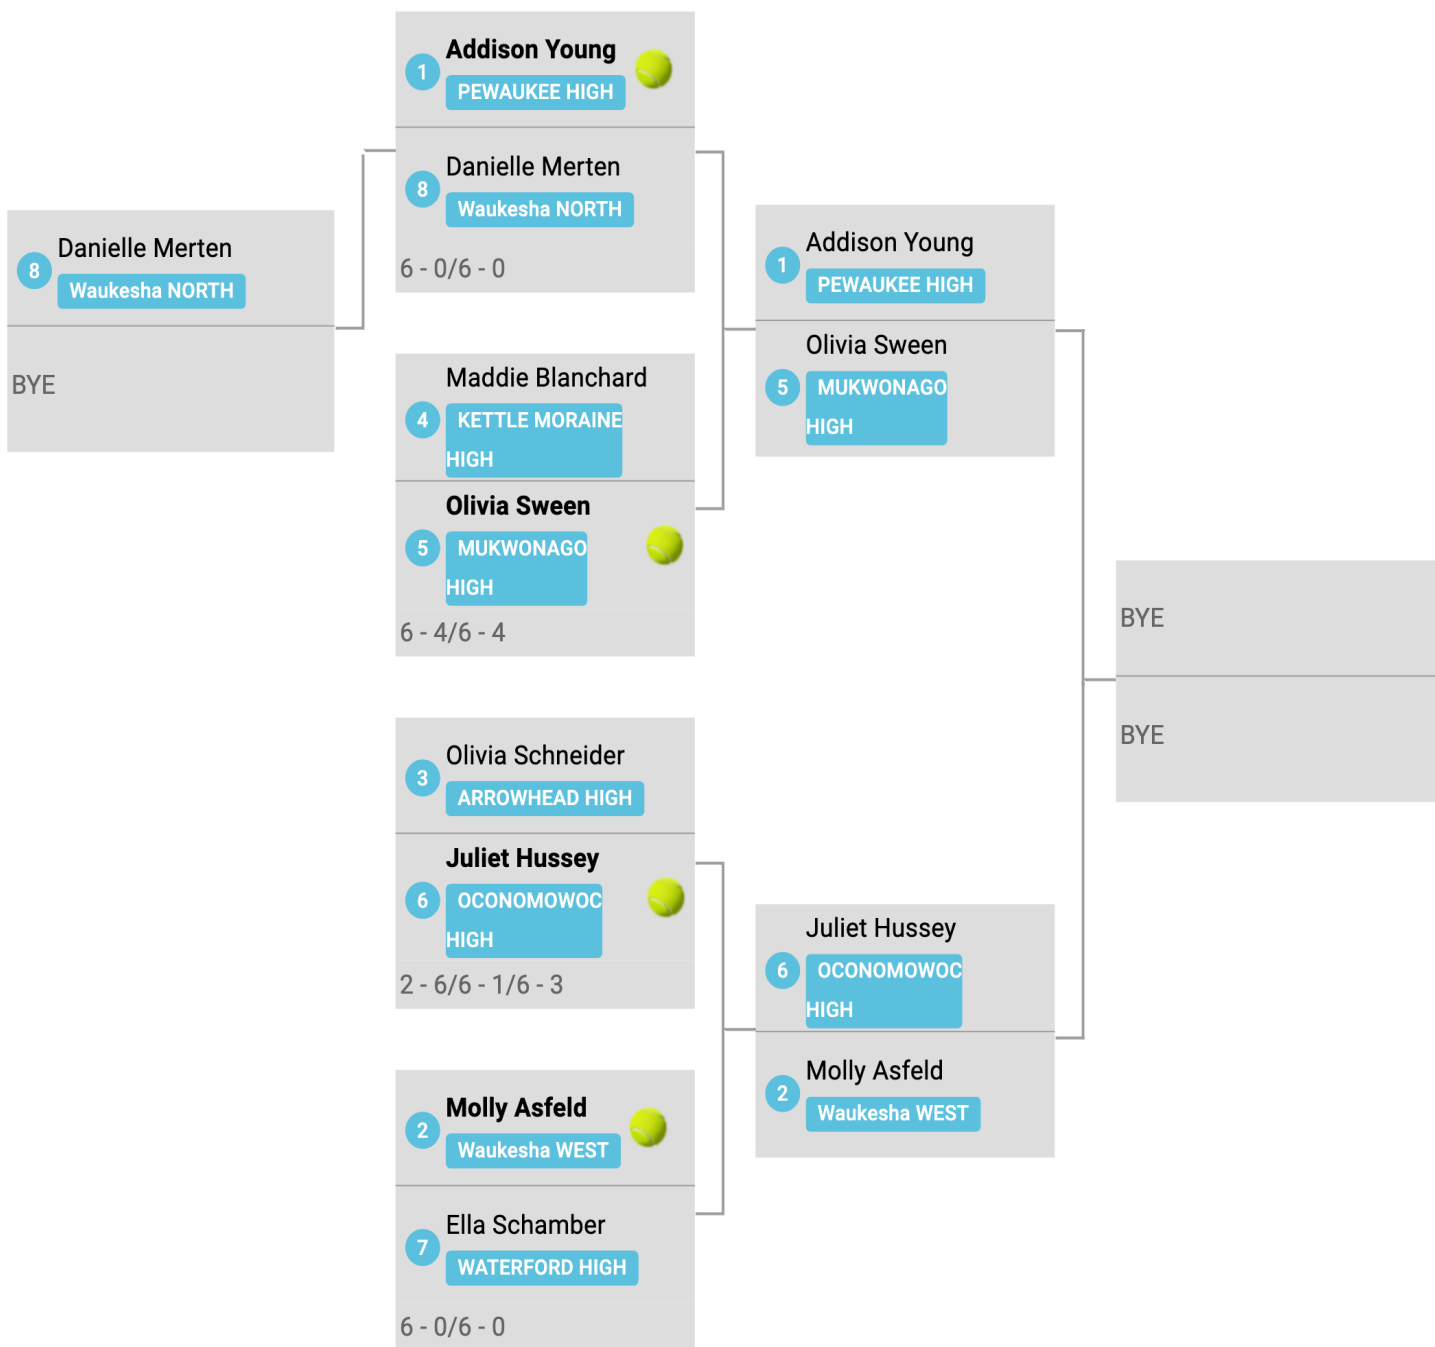 8
Danielle Merten
Waukesha NORTH
BYE
1
Addison Young
PEWAUKEE HIGH
8
Danielle Merten
Waukesha NORTH
6 - 0/6 - 0
4
Maddie Blanchard
KETTLE MORAINE
HIGH
5
Olivia Sween
MUKWONAGO
HIGH
6 - 4/6 - 4
3
Olivia Schneider
ARROWHEAD HIGH
6
Juliet Hussey
OCONOMOWOC
HIGH
2 - 6/6 - 1/6 - 3
2
Molly Asfeld
Waukesha WEST
7
Ella Schamber
WATERFORD HIGH
6 - 0/6 - 0
1
Addison Young
PEWAUKEE HIGH
5
Olivia Sween
MUKWONAGO
HIGH
6
Juliet Hussey
OCONOMOWOC
HIGH
2
Molly Asfeld
Waukesha WEST
BYE
BYE